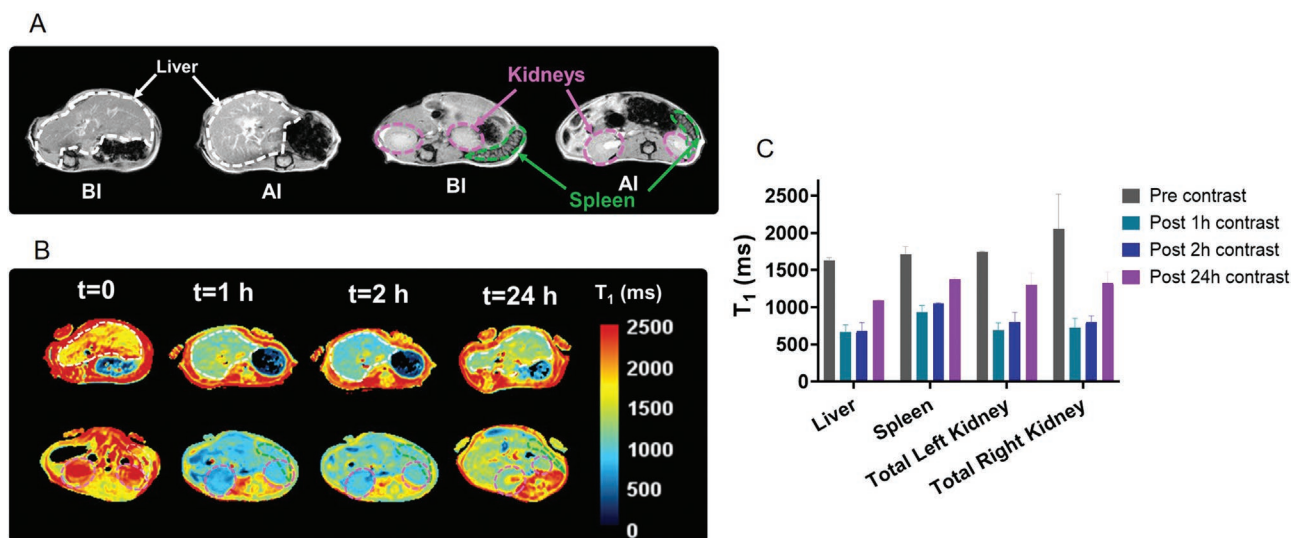 A
Liver
Kidneys
BI
AI
BI
AI
Spleen
B
t=0
t=1 h
t=2 h
t=24 h
T₁ (ms)
2500
2000
1500
1000
500
0
C
T₁ (ms)
2500
2000
1500
1000
500
0
Liver
Spleen
Total Left Kidney
Total Right Kidney
Pre contrast
Post 1h contrast
Post 2h contrast
Post 24h contrast